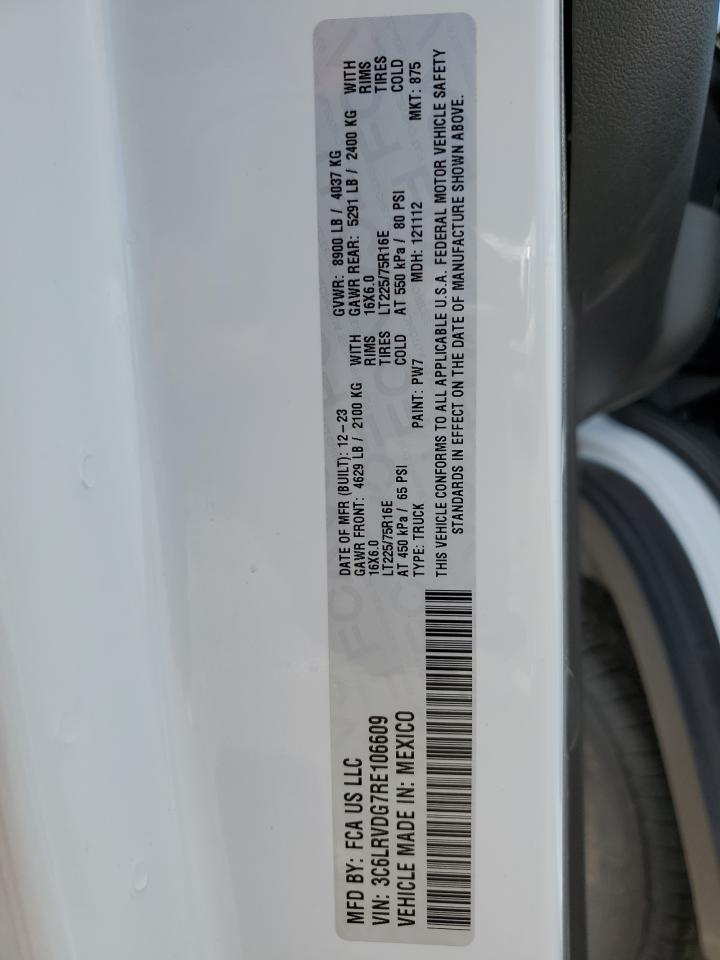 MFD BY: FCA US LLC
VIN: 3C6LRVDG7RE106609
VEHICLE MADE IN: MEXICO
DATE OF MFR (BUILT): 12-23 GVWR: 8900 LB / 4037 KG
GAWR FRONT: 4629 LB / 2100 KG WITH GAWR REAR: 5291 LB / 2400 KG WITH
16X6.0 RIMS 16X6.0 RIMS
LT225/75R16E TIRES LT225/75R16E TIRES
AT 450 kPa / 65 PSI COLD AT 550 kPa / 80 PSI COLD
TYPE: TRUCK PAINT: PW7 MDH: 121112 MKT: 875
THIS VEHICLE CONFORMS TO ALL APPLICABLE U.S.A. FEDERAL MOTOR VEHICLE SAFETY
STANDARDS IN EFFECT ON THE DATE OF MANUFACTURE SHOWN ABOVE.